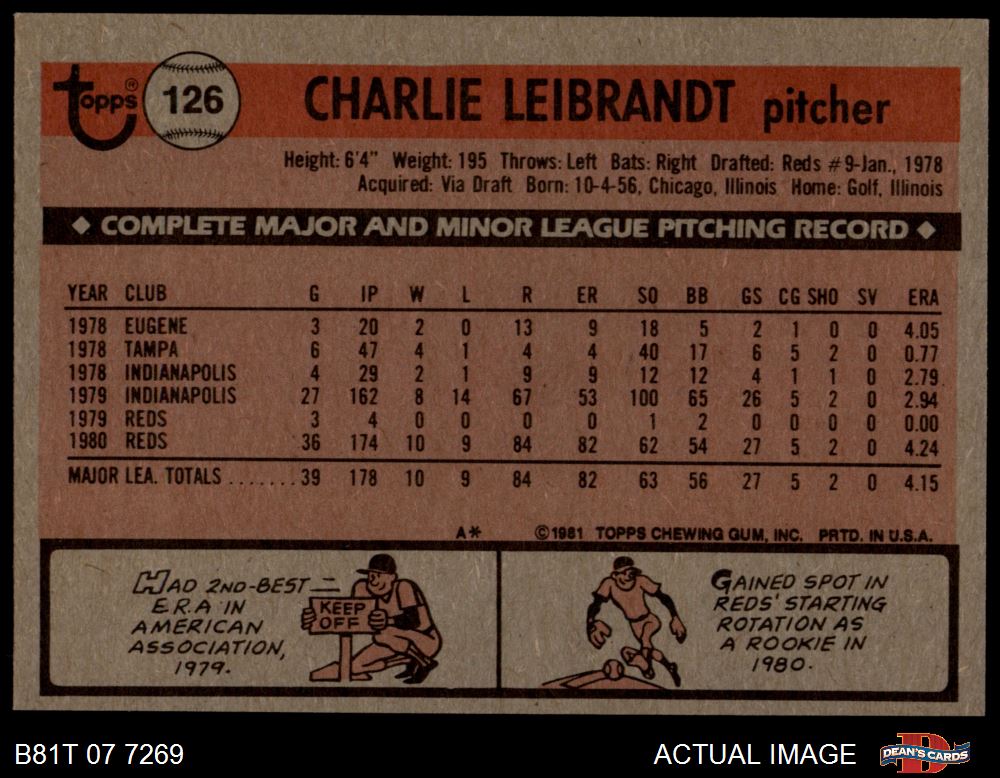 topps® 126 CHARLIE LEIBRANDT pitcher
Height: 6'4" Weight: 195 Throws: Left Bats: Right Drafted: Reds #9-Jan., 1978
Acquired: Via Draft Born: 10-4-56, Chicago, Illinois Home: Golf, Illinois
◆ COMPLETE MAJOR AND MINOR LEAGUE PITCHING RECORD ◆
YEAR CLUB G IP W L R ER SO BB GS CG SHO SV ERA
1978 EUGENE 3 20 2 0 13 9 18 5 2 1 0 0 4.05
1978 TAMPA 6 47 4 1 4 4 40 17 6 5 2 0 0.77
1978 INDIANAPOLIS 4 29 2 1 9 9 12 12 4 1 1 0 2.79
1979 INDIANAPOLIS 27 162 8 14 67 53 100 65 26 5 2 0 2.94
1979 REDS 3 4 0 0 0 0 1 2 0 0 0 0 0.00
1980 REDS 36 174 10 9 84 82 62 54 27 5 2 0 4.24
MAJOR LEA. TOTALS .......39 178 10 9 84 82 63 56 27 5 2 0 4.15
A* ©1981 TOPPS CHEWING GUM, INC. PRTD. IN U.S.A.
HAD 2ND-BEST
E.R.A IN
AMERICAN
ASSOCIATION,
1979.
KEEP
OFF
GAINED SPOT IN
REDS' STARTING
ROTATION AS
A ROOKIE IN
1980.
B81T 07 7269 ACTUAL IMAGE DEAN'S CARDS